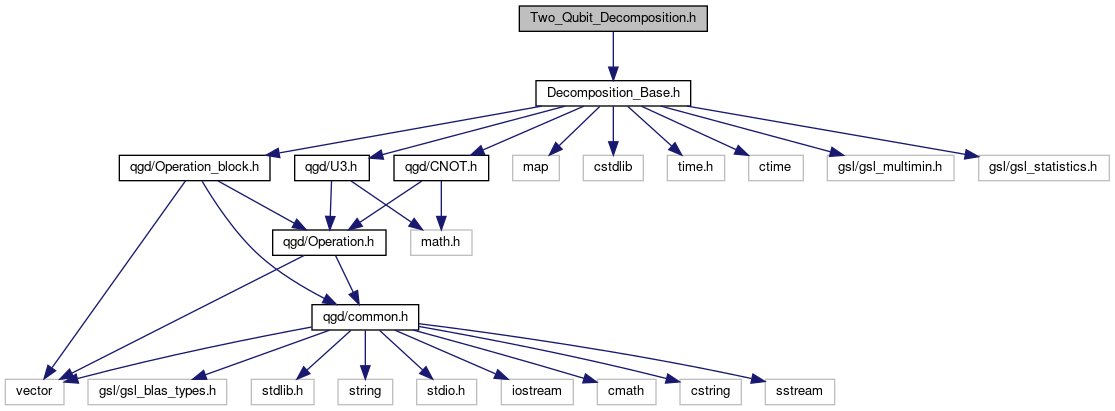 Two_Qubit_Decomposition.h
Decomposition_Base.h
qgd/Operation_block.h
qgd/U3.h
qgd/CNOT.h
map
cstdlib
time.h
ctime
gsl/gsl_multimin.h
gsl/gsl_statistics.h
qgd/Operation.h
math.h
qgd/common.h
vector
gsl/gsl_blas_types.h
stdlib.h
string
stdio.h
iostream
cmath
cstring
sstream